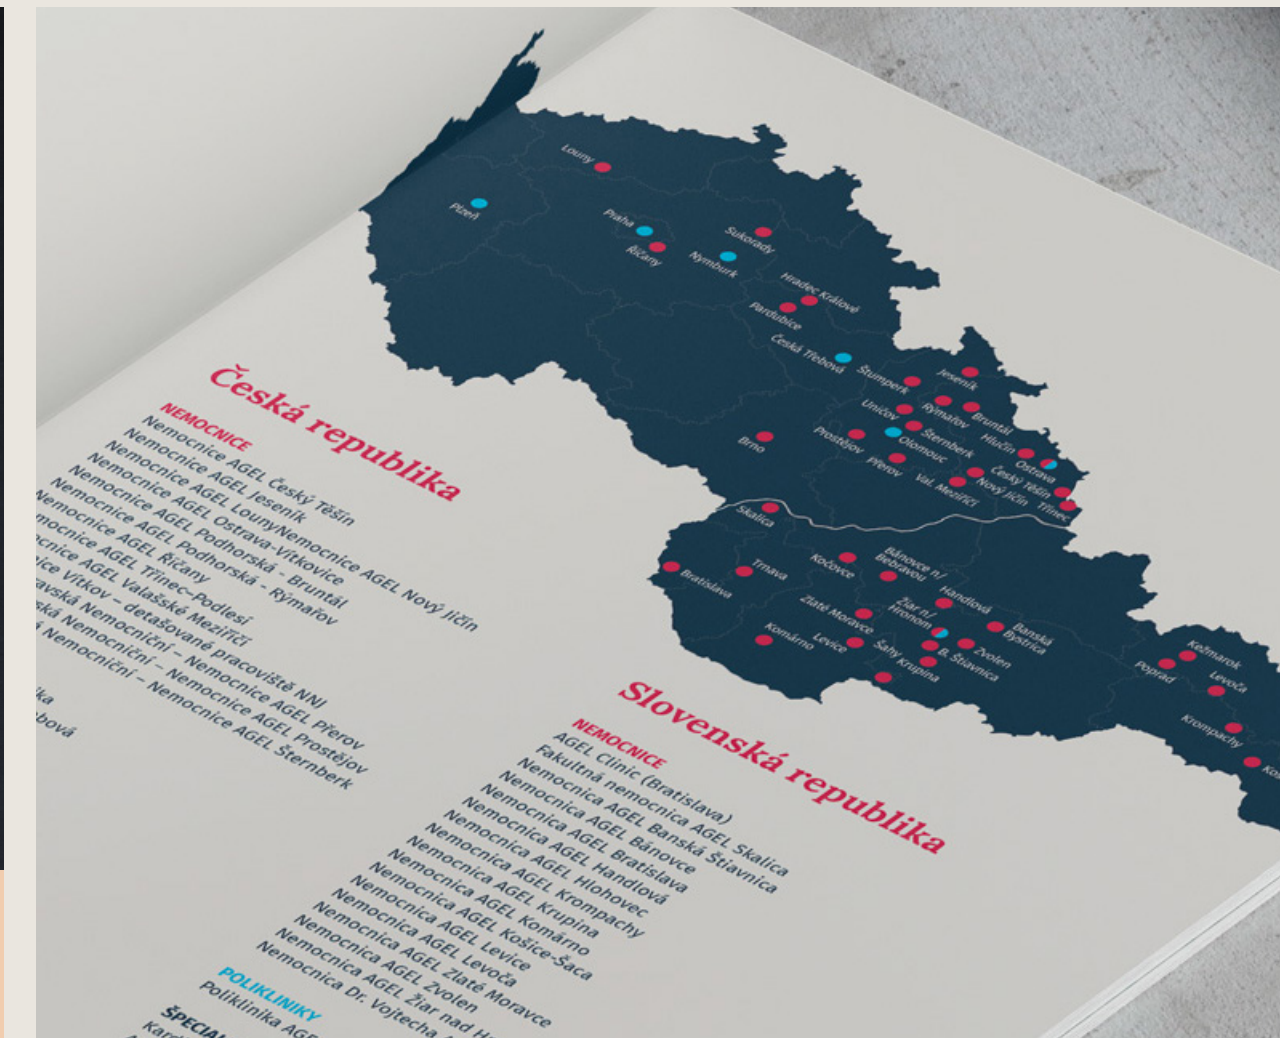 Louny
Plzeň
Praha
Říčany
Sukorady
Nymburk
Hradec Králové
Pardubice
Česká Třebová
Štumperk
Jeseník
Uničov
Rýmařov
Bruntál
Šternberk
Hlučín
Ostrava
Prostějov
Olomouc
Přerov
Český Těšín
Nový Jičín
Val. Meziříčí
Třinec
Brno
Skalica
Bratislava
Trnava
Kočovce
Bánovce n/
Bebravou
Handlová
Zlaté Moravce
Žiar n/
Hronom
Banská
Bystrica
Komárno
Levice
Šahy
Krupina
B. Štiavnica
Zvolen
Poprad
Kežmarok
Levoča
Krompachy
Česká republika
NEMOCNICE
Nemocnice AGEL Český Těšín
Nemocnice AGEL Jeseník
Nemocnice AGEL LounyNemocnice AGEL Nový Jičín
Nemocnice AGEL Ostrava-Vítkovice
Nemocnice AGEL Podhorská - Bruntál
Nemocnice AGEL Podhorská - Rýmařov
Nemocnice AGEL Říčany
Nemocnice AGEL Třinec-Podlesí
AGEL Valašské Meziříčí
Vítkov – detašované pracoviště NNJ
Nemocniční – Nemocnice AGEL Přerov
Nemocniční – Nemocnice AGEL Prostějov
Nemocniční – Nemocnice AGEL Šternberk
Slovenská republika
NEMOCNICE
AGEL Clinic (Bratislava)
Fakultná nemocnica AGEL Skalica
Nemocnica AGEL Banská Štiavnica
Nemocnica AGEL Bánovce
Nemocnica AGEL Bratislava
Nemocnica AGEL Handlová
Nemocnica AGEL Hlohovec
Nemocnica AGEL Krompachy
Nemocnica AGEL Krupina
Nemocnica AGEL Komárno
Nemocnica AGEL Košice-Šaca
Nemocnica AGEL Levice
Nemocnica AGEL Levoča
Nemocnica AGEL Zlaté Moravce
Nemocnica AGEL Zvolen
Nemocnica AGEL Žiar nad
Nemocnica Dr. Vojtecha
POLIKLINIKY
Poliklinika